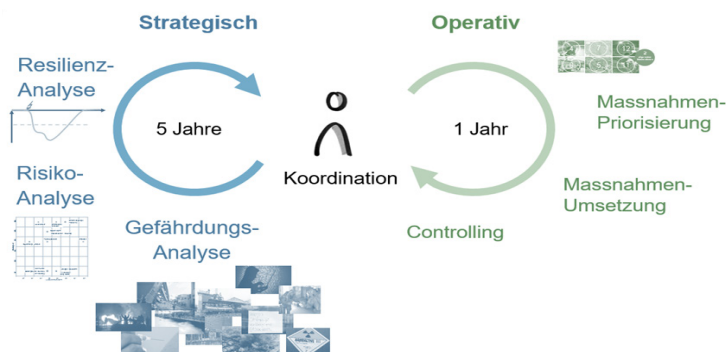 Strategisch
Operativ
Resilienz-
Analyse
5 Jahre
Risiko-
Analyse
Gefährdungs-
Analyse
Koordination
1 Jahr
Massnahmen-
Priorisierung
Massnahmen-
Umsetzung
Controlling